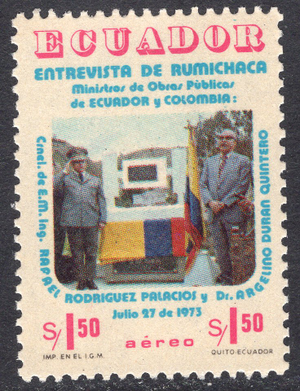 ECUADOR
ENTREVISTA DE RUMICHACA
Ministros de Obras Públicas
de ECUADOR y COLOMBIA:
Crnel. de E.M. Ing. RAFAEL RODRIGUEZ PALACIOS y Dr. ARGELINO DURAN QUINTERO
Julio 27 de 1973
S/1.50
aéreo
S/1.50
IMP. EN EL I.G.M.
QUITO-ECUADOR